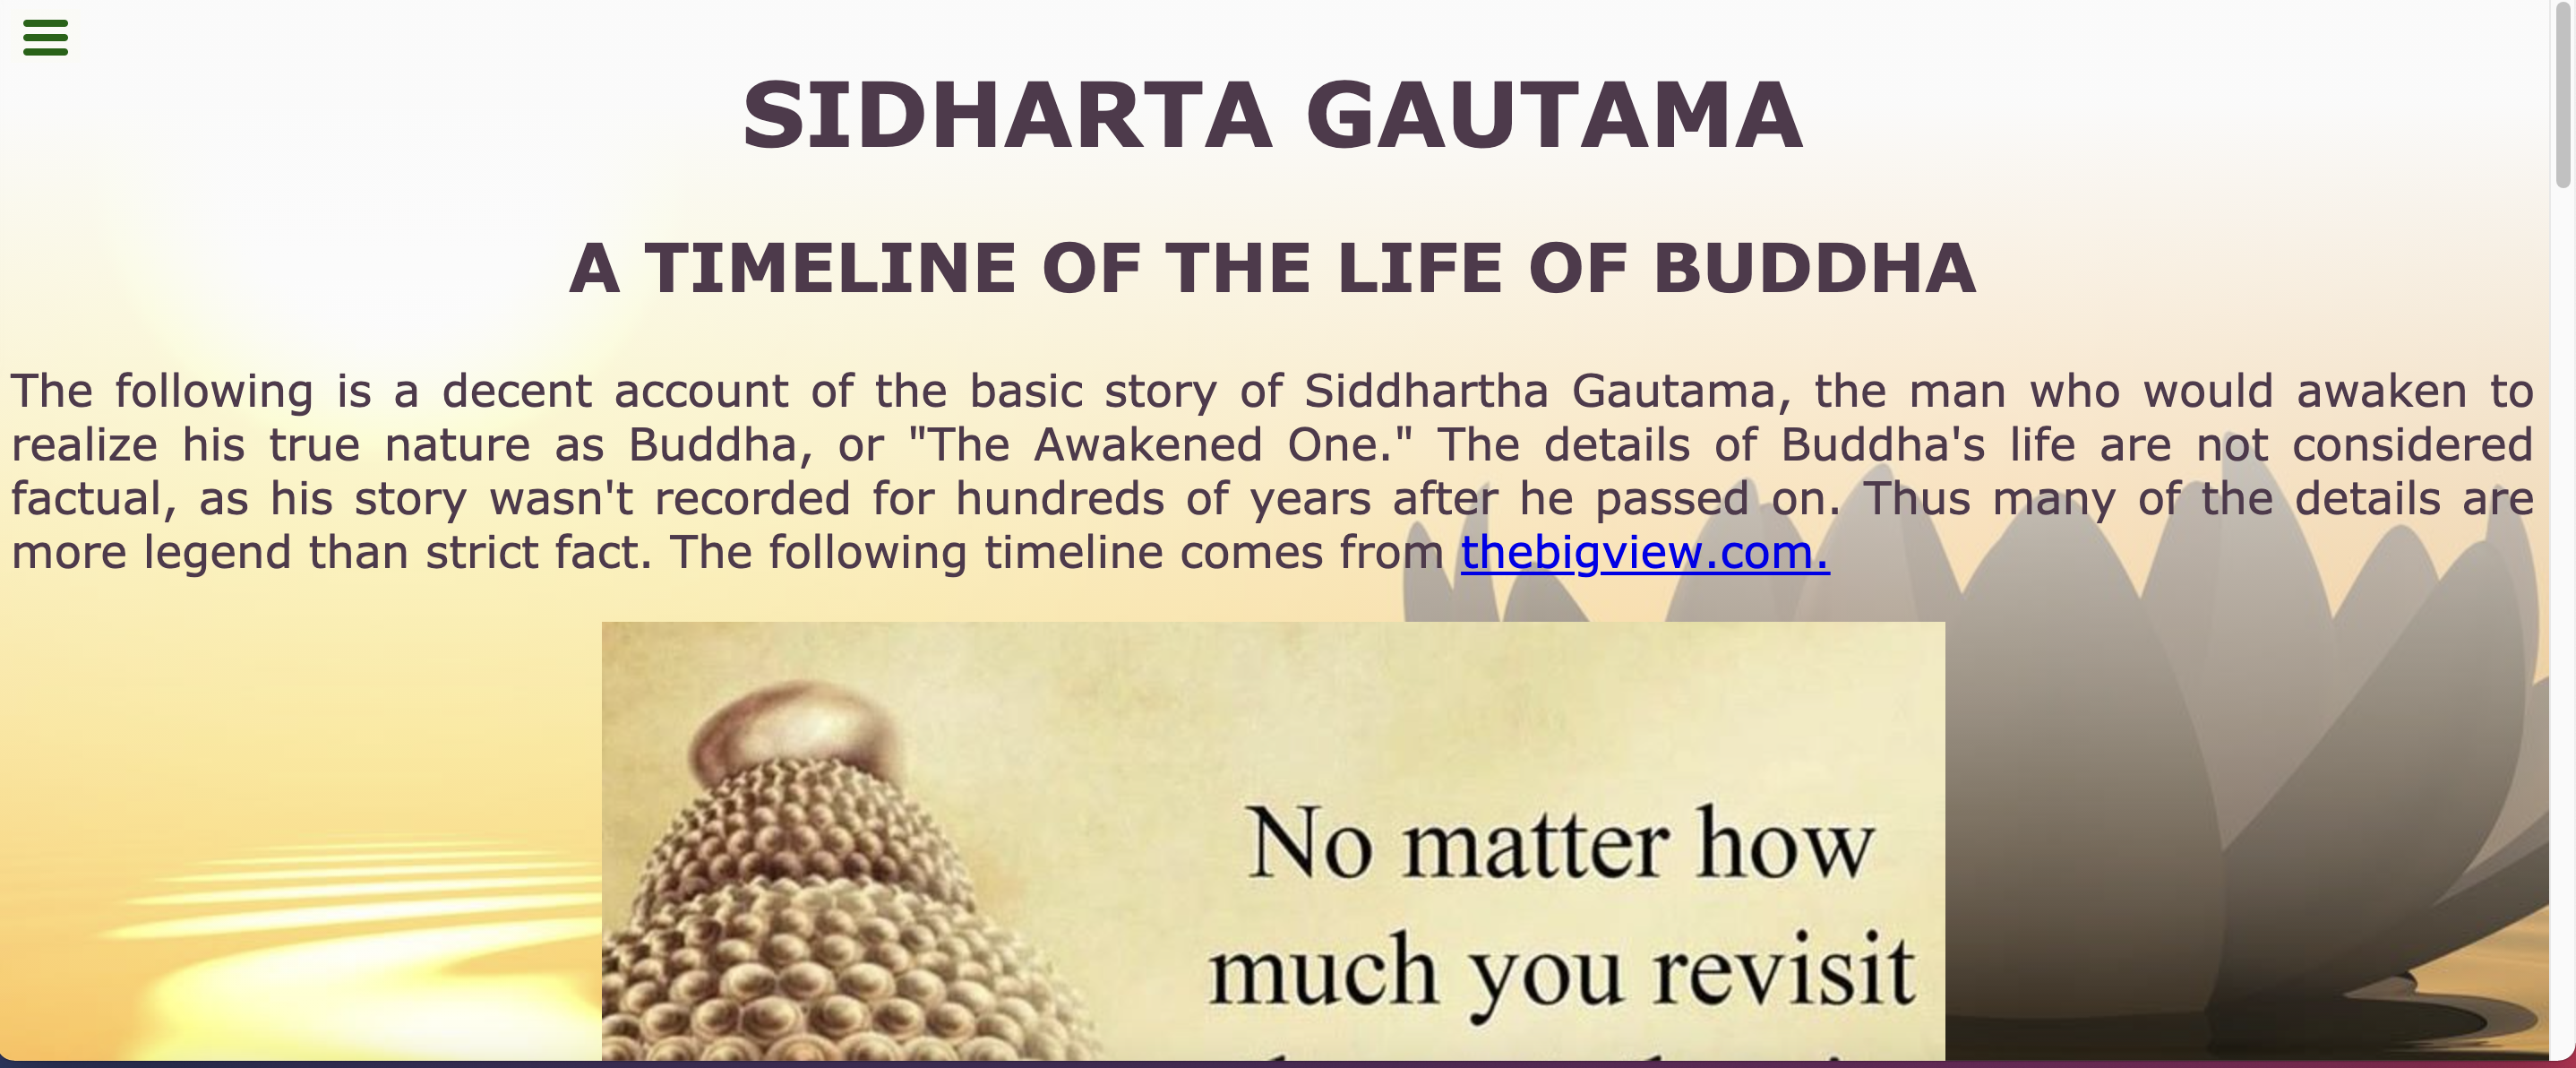 SIDHARTA GAUTAMA
A TIMELINE OF THE LIFE OF BUDDHA
The following is a decent account of the basic story of Siddhartha Gautama, the man who would awaken to
realize his true nature as Buddha, or "The Awakened One." The details of Buddha's life are not considered
factual, as his story wasn't recorded for hundreds of years after he passed on. Thus many of the details are
more legend than strict fact. The following timeline comes from thebigview.com.
No matter how
much you revisit